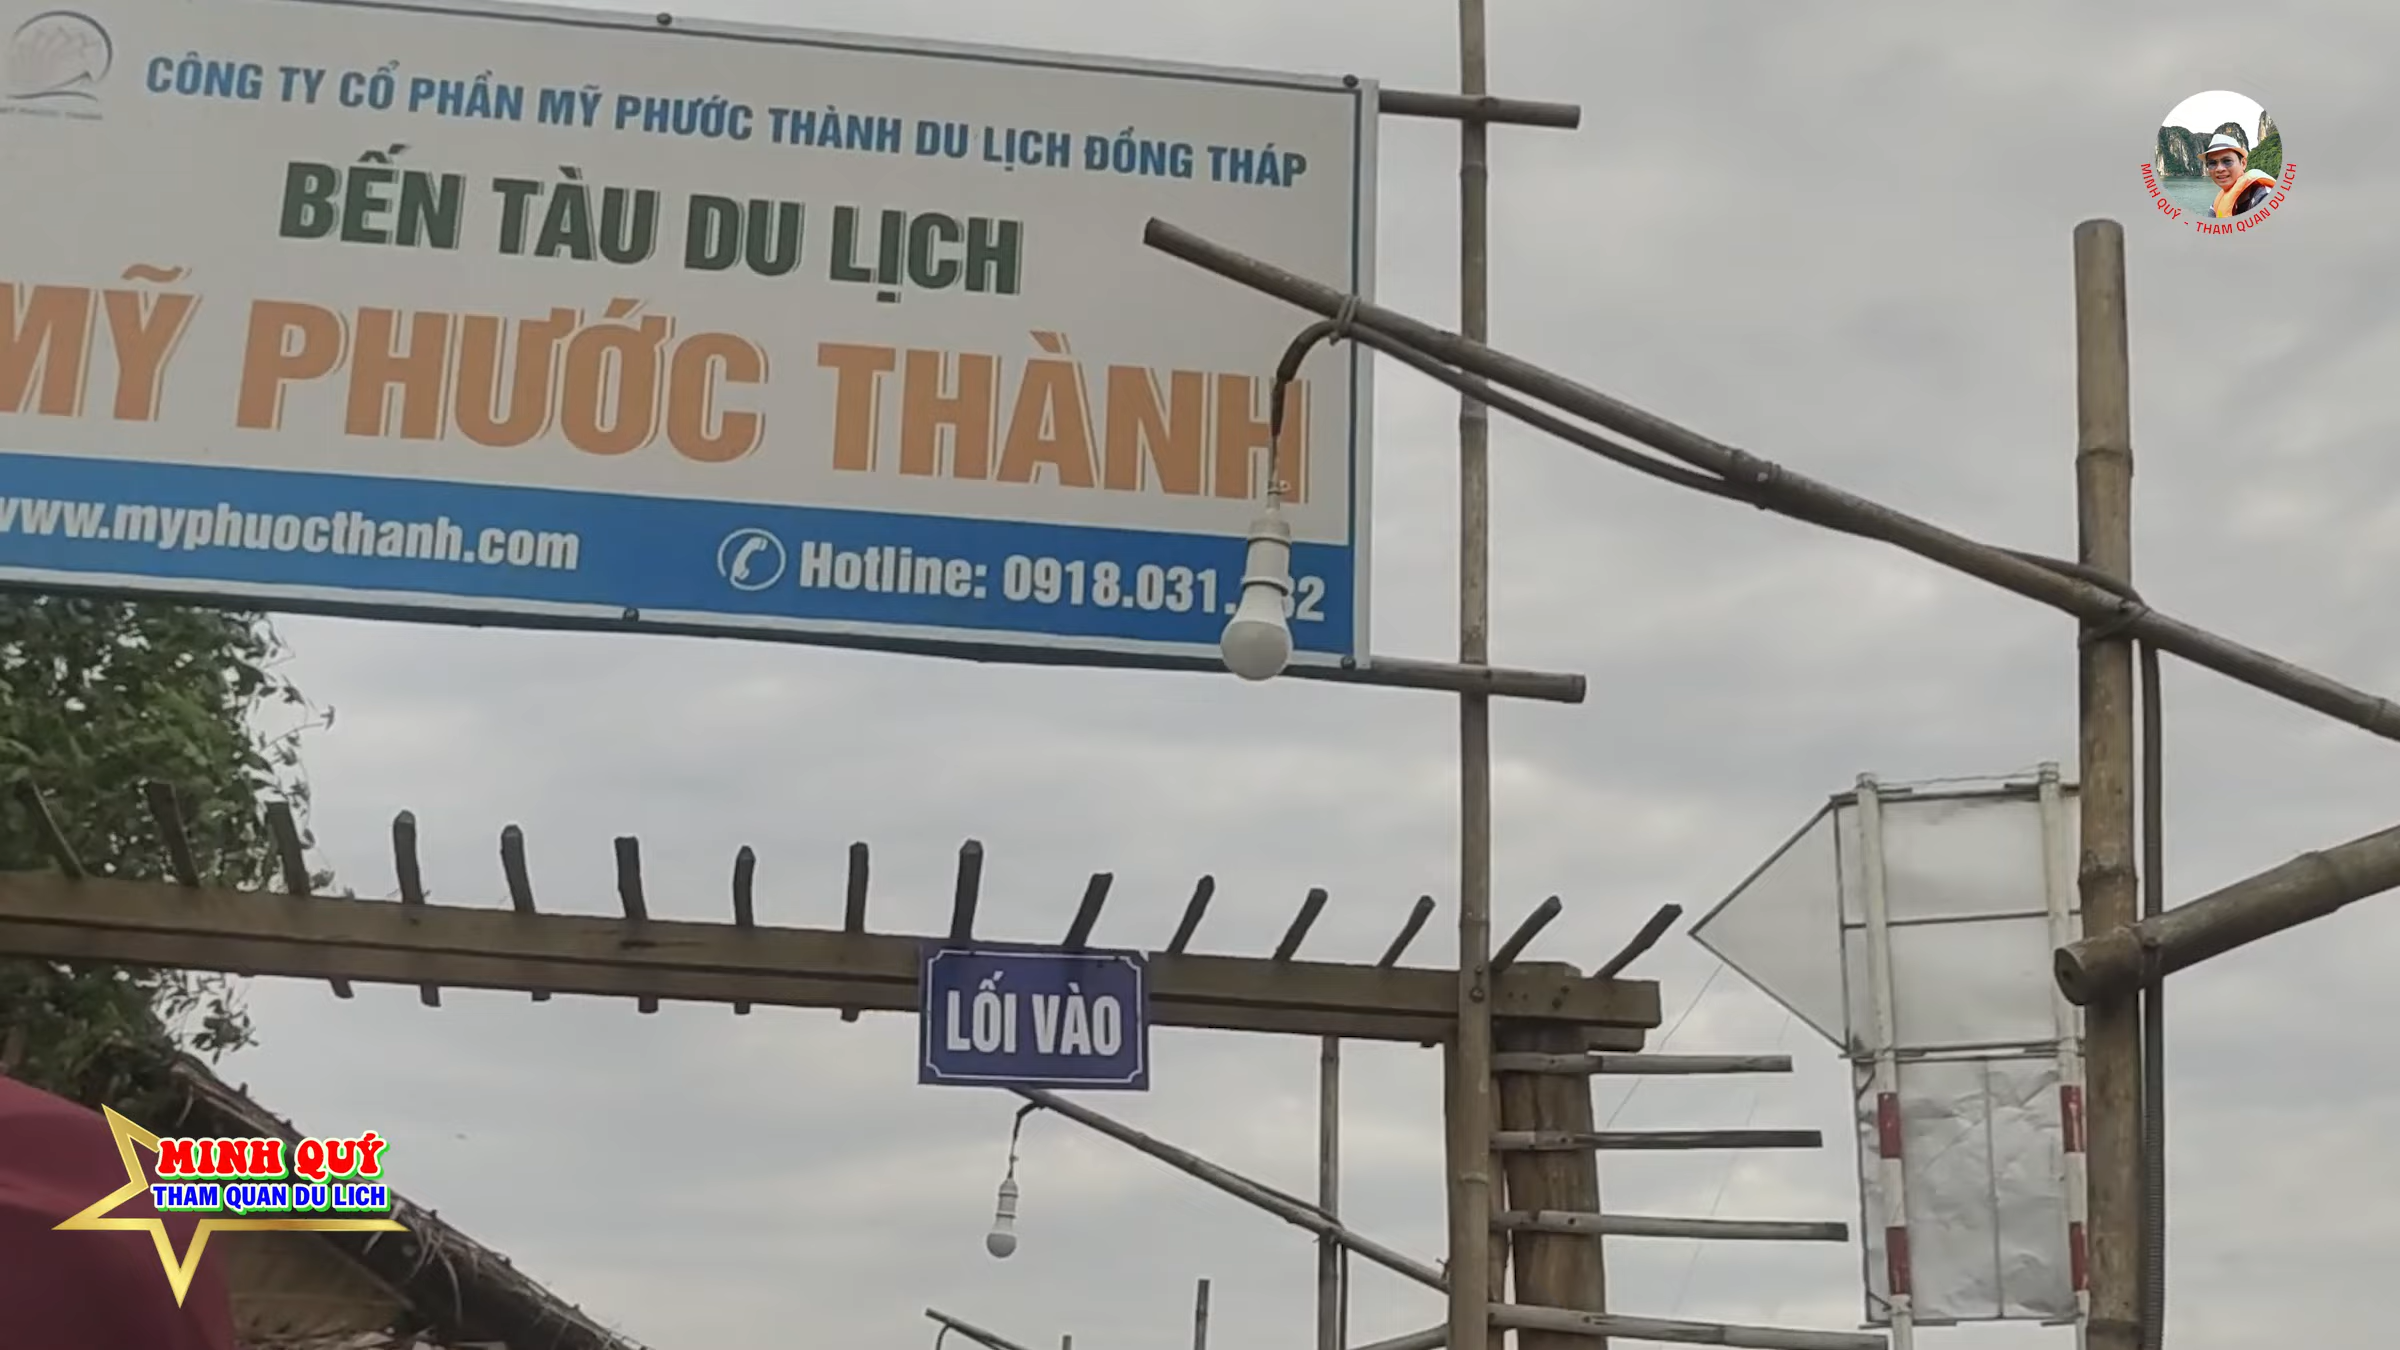 CÔNG TY CỔ PHẦN MỸ PHƯỚC THÀNH DU LỊCH ĐỒNG THÁP
BẾN TÀU DU LỊCH
MỸ PHƯỚC THÀNH
www.myphuocthanh.com
Hotline: 0918.031.
LỐI VÀO
MINH QUÝ - THAM QUAN DU LỊCH
MINH QUÝ
THAM QUAN DU LICH